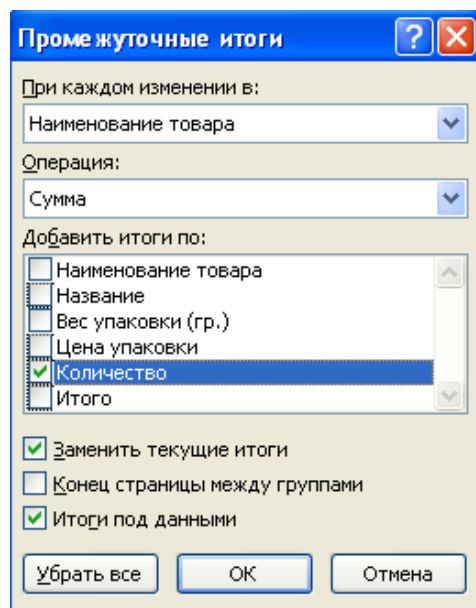 Промежуточные итоги
При каждом изменении в:
Наименование товара
Операция:
Сумма
Добавить итоги по:
Наименование товара
Название
Вес упаковки (гр.)
Цена упаковки
Количество
Итого
Заменить текущие итоги
Конец страницы между группами
Итоги под данными
Убрать все ОК Отмена